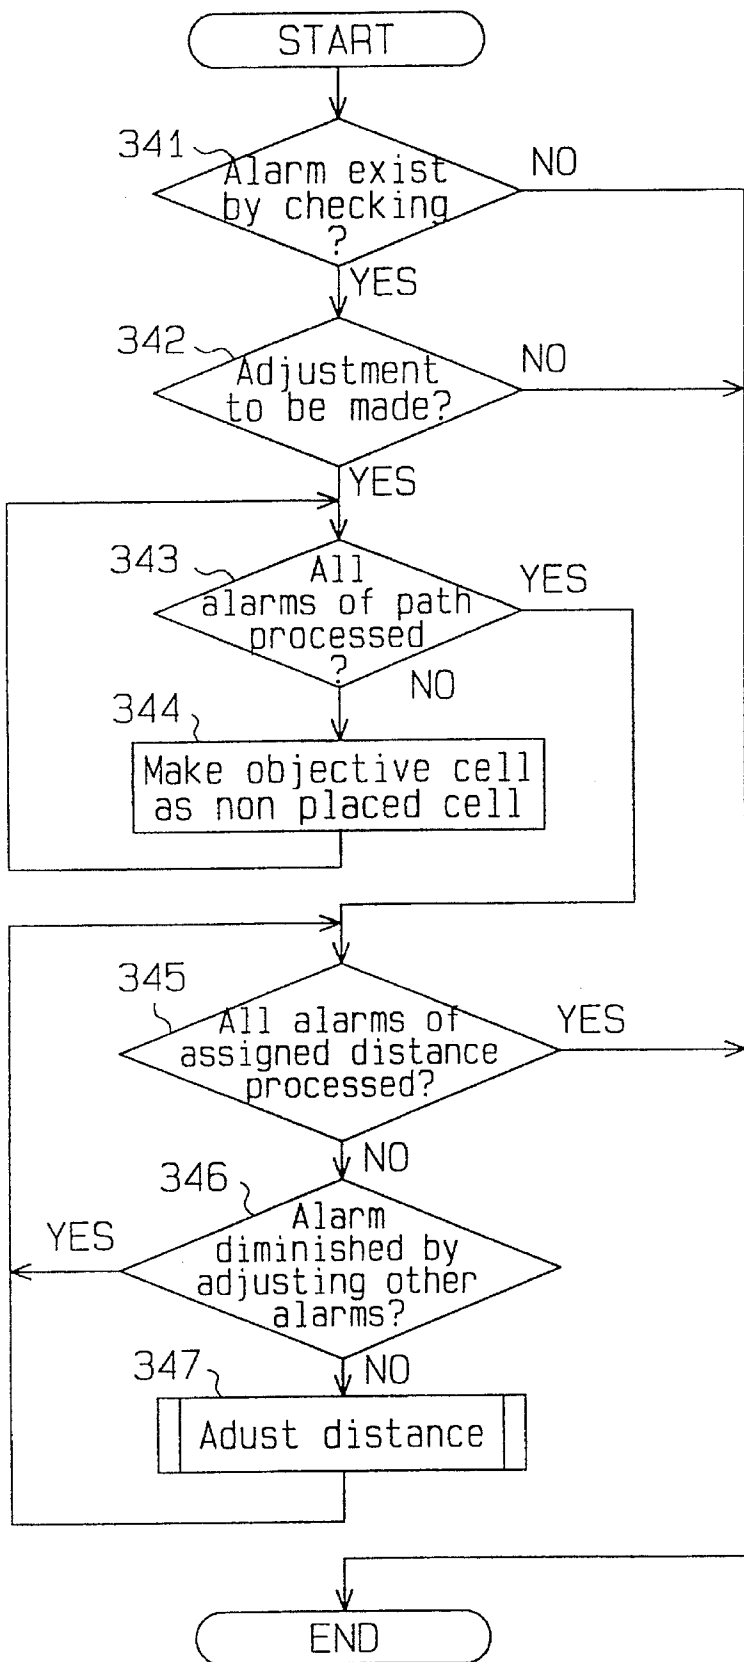 START
341
Alarm exist
by checking
?
NO
YES
342
Adjustment
to be made?
NO
YES
343
All
alarms of path
processed
?
YES
NO
344
Make objective cell
as non placed cell
345
All alarms of
assigned distance
processed?
YES
NO
346
Alarm
diminished by
adjusting other
alarms?
YES
NO
347
Adust distance
END